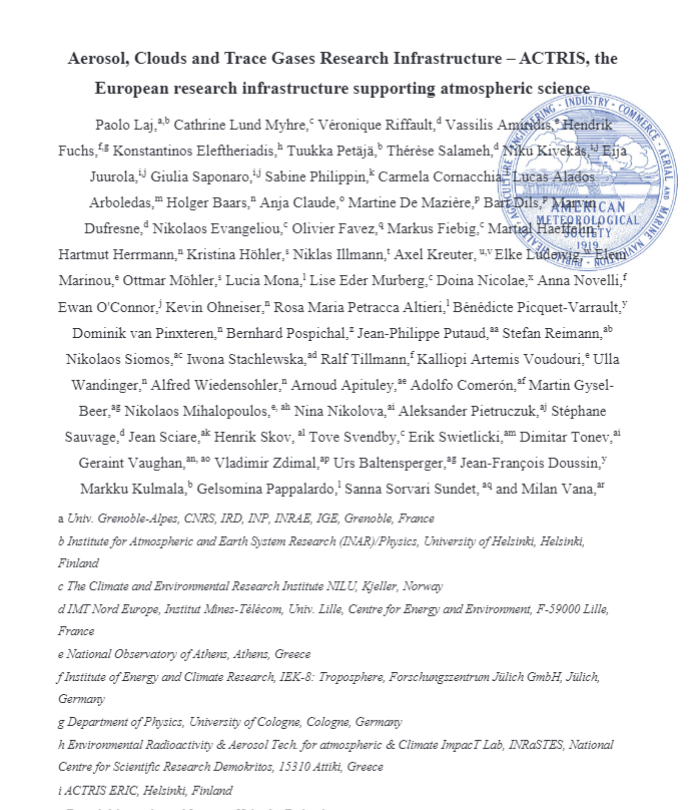 Aerosol, Clouds and Trace Gases Research Infrastructure – ACTRIS, the
European research infrastructure supporting atmospheric science
Paolo Laj,a,b Cathrine Lund Myhre,c Véronique Riffault,d Vassilis Amiridis,e Hendrik
Fuchs,f,g Konstantinos Eleftheriadis,h Tuukka Petäjä,b Thérèse Salameh,d Niku Kivekäs,i,j Eija
Juurola,i,j Giulia Saponaro,i,j Sabine Philippin,k Carmela Cornacchia,l Lucas Alados
Arboledas,m Holger Baars,n Anja Claude,o Martine De Mazière,p Bart Dils,p Marvin
Dufresne,d Nikolaos Evangeliou,c Olivier Favez,q Markus Fiebig,c Martial Haeffelin,r
Hartmut Herrmann,n Kristina Höhler,s Niklas Illmann,t Axel Kreuter, u,v Elke Ludewig,w Eleni
Marinou,e Ottmar Möhler,s Lucia Mona,l Lise Eder Murberg,c Doina Nicolae,x Anna Novelli,f
Ewan O'Connor,j Kevin Ohneiser,n Rosa Maria Petracca Altieri,l Bénédicte Picquet-Varrault,y
Dominik van Pinxteren,n Bernhard Pospichal,z Jean-Philippe Putaud,aa Stefan Reimann,ab
Nikolaos Siomos,ac Iwona Stachlewska,ad Ralf Tillmann,f Kalliopi Artemis Voudouri,e Ulla
Wandinger,n Alfred Wiedensohler,n Arnoud Apituley,ae Adolfo Comerón,af Martin Gysel-
Beer,ag Nikolaos Mihalopoulos,e, ah Nina Nikolova,ai Aleksander Pietruczuk,aj Stéphane
Sauvage,d Jean Sciare,ak Henrik Skov, al Tove Svendby,c Erik Swietlicki,am Dimitar Tonev,ai
Geraint Vaughan,an, ao Vladimir Zdimal,ap Urs Baltensperger,ag Jean-François Doussin,y
Markku Kulmala,b Gelsomina Pappalardo,l Sanna Sorvari Sundet, aq and Milan Vana,ar
AMERICAN
METEOROLOGICAL
SOCIETY
1919
a Univ. Grenoble-Alpes, CNRS, IRD, INP, INRAE, IGE, Grenoble, France
b Institute for Atmospheric and Earth System Research (INAR)/Physics, University of Helsinki, Helsinki,
Finland
c The Climate and Environmental Research Institute NILU, Kjeller, Norway
d IMT Nord Europe, Institut Mines-Télécom, Univ. Lille, Centre for Energy and Environment, F-59000 Lille,
France
e National Observatory of Athens, Athens, Greece
f Institute of Energy and Climate Research, IEK-8: Troposphere, Forschungszentrum Jülich GmbH, Jülich,
Germany
g Department of Physics, University of Cologne, Cologne, Germany
h Environmental Radioactivity & Aerosol Tech. for atmospheric & Climate ImpacT Lab, INRaSTES, National
Centre for Scientific Research Demokritos, 15310 Attiki, Greece
i ACTRIS ERIC, Helsinki, Finland